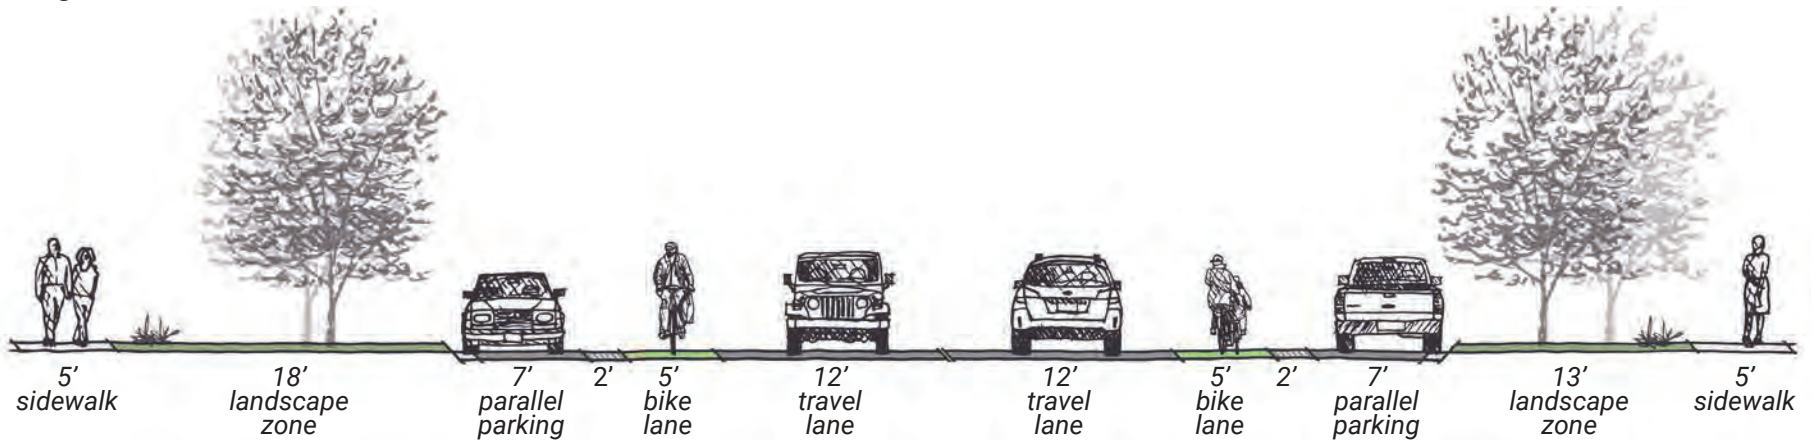 5’ 18’ 7’ 2’ 5’ 12’ 12’ 5’ 2’ 7’ 13’ 5’
sidewalk landscape parallel bike travel travel bike parallel landscape sidewalk
zone parking lane lane lane lane parking zone